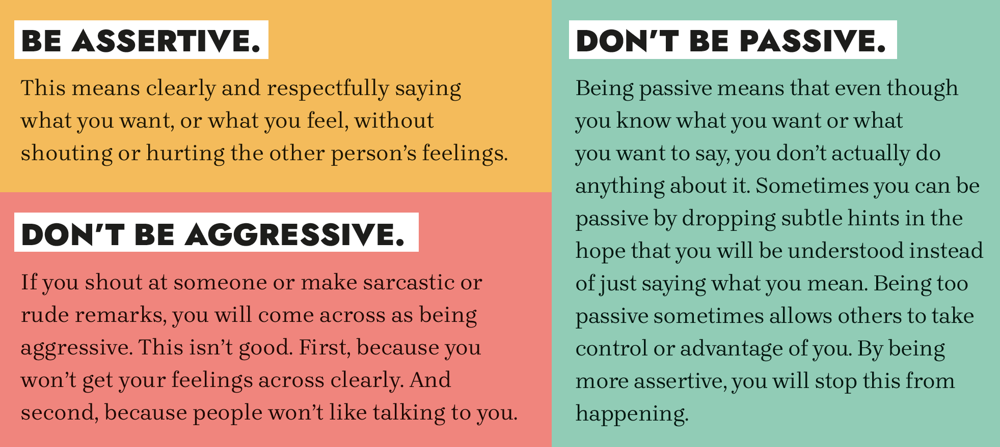 BE ASSERTIVE.
This means clearly and respectfully saying
what you want, or what you feel, without
shouting or hurting the other person’s feelings.
DON’T BE AGGRESSIVE.
If you shout at someone or make sarcastic or
rude remarks, you will come across as being
aggressive. This isn’t good. First, because you
won’t get your feelings across clearly. And
second, because people won’t like talking to you.
DON’T BE PASSIVE.
Being passive means that even though
you know what you want or what
you want to say, you don’t actually do
anything about it. Sometimes you can be
passive by dropping subtle hints in the
hope that you will be understood instead
of just saying what you mean. Being too
passive sometimes allows others to take
control or advantage of you. By being
more assertive, you will stop this from
happening.